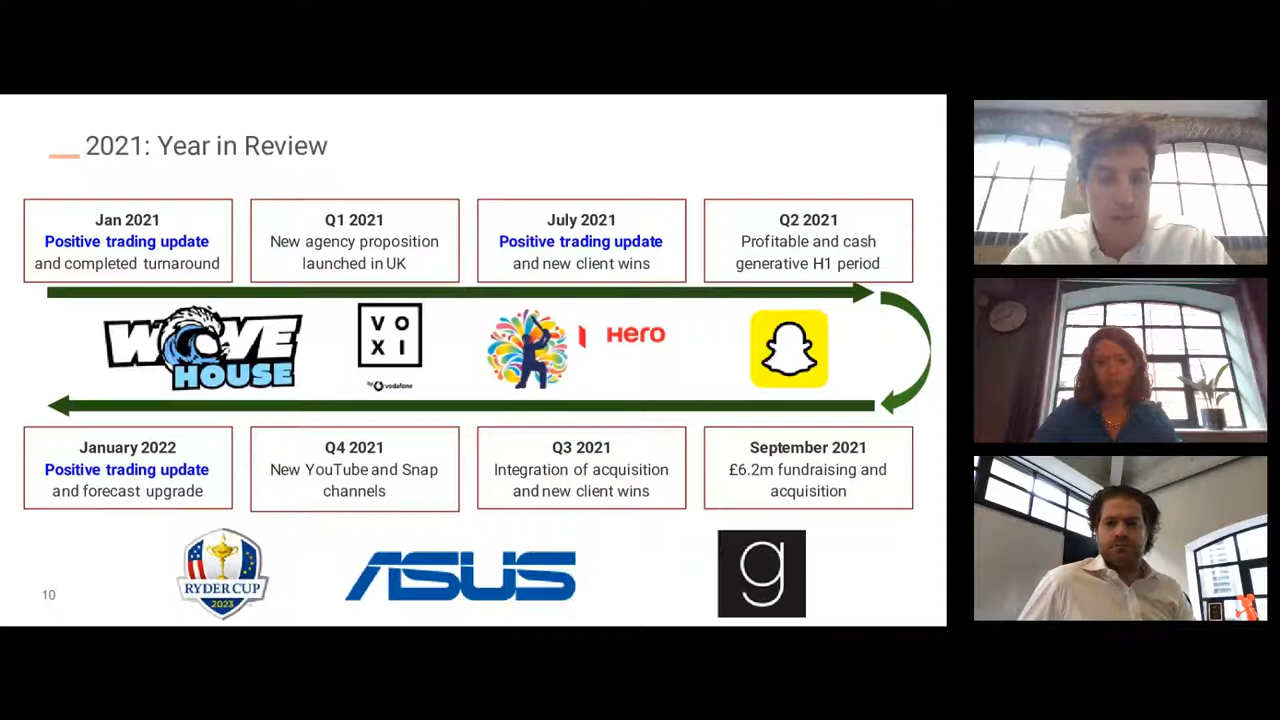 2021: Year in Review
Jan 2021
Positive trading update
and completed turnaround
Q1 2021
New agency proposition
launched in UK
July 2021
Positive trading update
and new client wins
Q2 2021
Profitable and cash
generative H1 period
WAVE
HOUSE
VO
XI
by vodafone
Hero
January 2022
Positive trading update
and forecast upgrade
Q4 2021
New YouTube and Snap
channels
Q3 2021
Integration of acquisition
and new client wins
September 2021
£6.2m fundraising and
acquisition
RYDER CUP
2023
ASUS
g
10